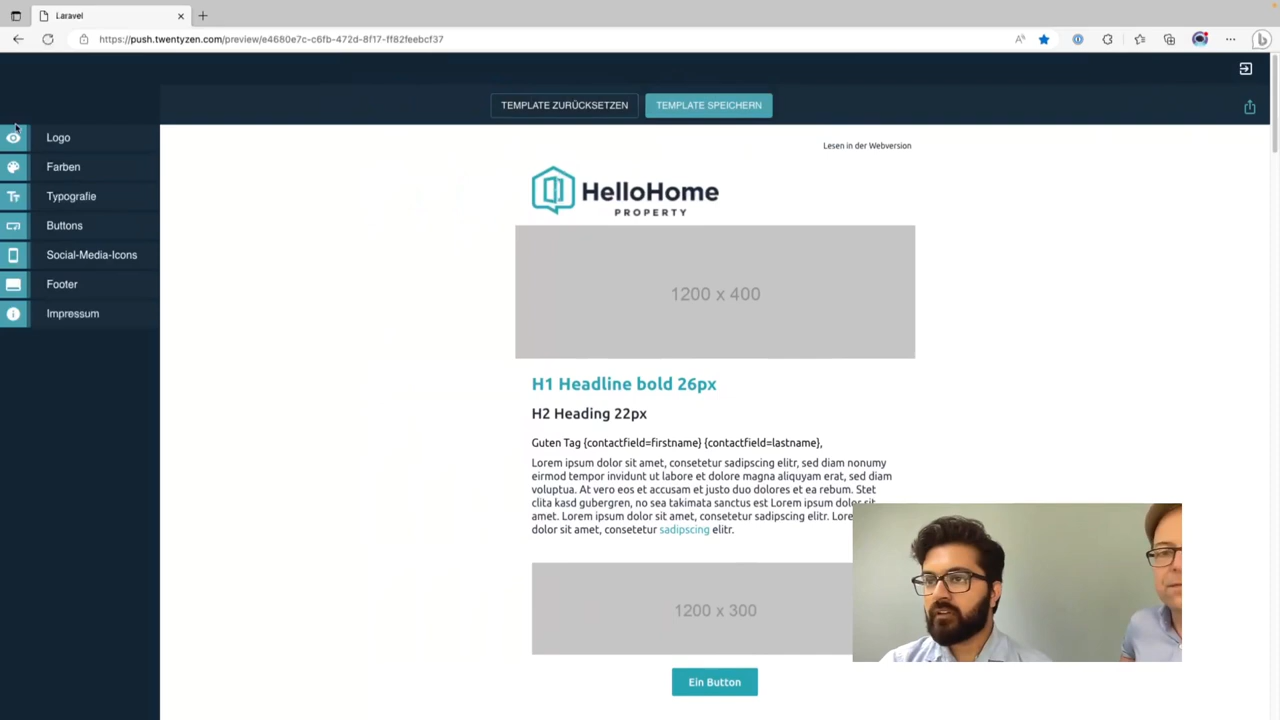 Laravel
https://push.twentyzen.com/preview/e4680e7c-c6fb-472d-8f17-ff82feebcf37
TEMPLATE ZURÜCKSETZEN
TEMPLATE SPEICHERN
Logo
Farben
Typografie
Buttons
Social-Media-Icons
Footer
Impressum
Lesen in der Webversion
HelloHome
PROPERTY
1200 x 400
H1 Headline bold 26px
H2 Heading 22px
Guten Tag {contactfield=firstname} {contactfield=lastname},
Lorem ipsum dolor sit amet, consetetur sadipscing elitr, sed diam nonumy
eirmod tempor invidunt ut labore et dolore magna aliquyam erat, sed diam
voluptua. At vero eos et accusam et justo duo dolores et ea rebum. Stet
clita kasd gubergren, no sea takimata sanctus est Lorem ipsum dolor sit
amet. Lorem ipsum dolor sit amet, consetetur sadipscing elitr. Lore
dolor sit amet, consetetur sadipscing elitr.
1200 x 300
Ein Button